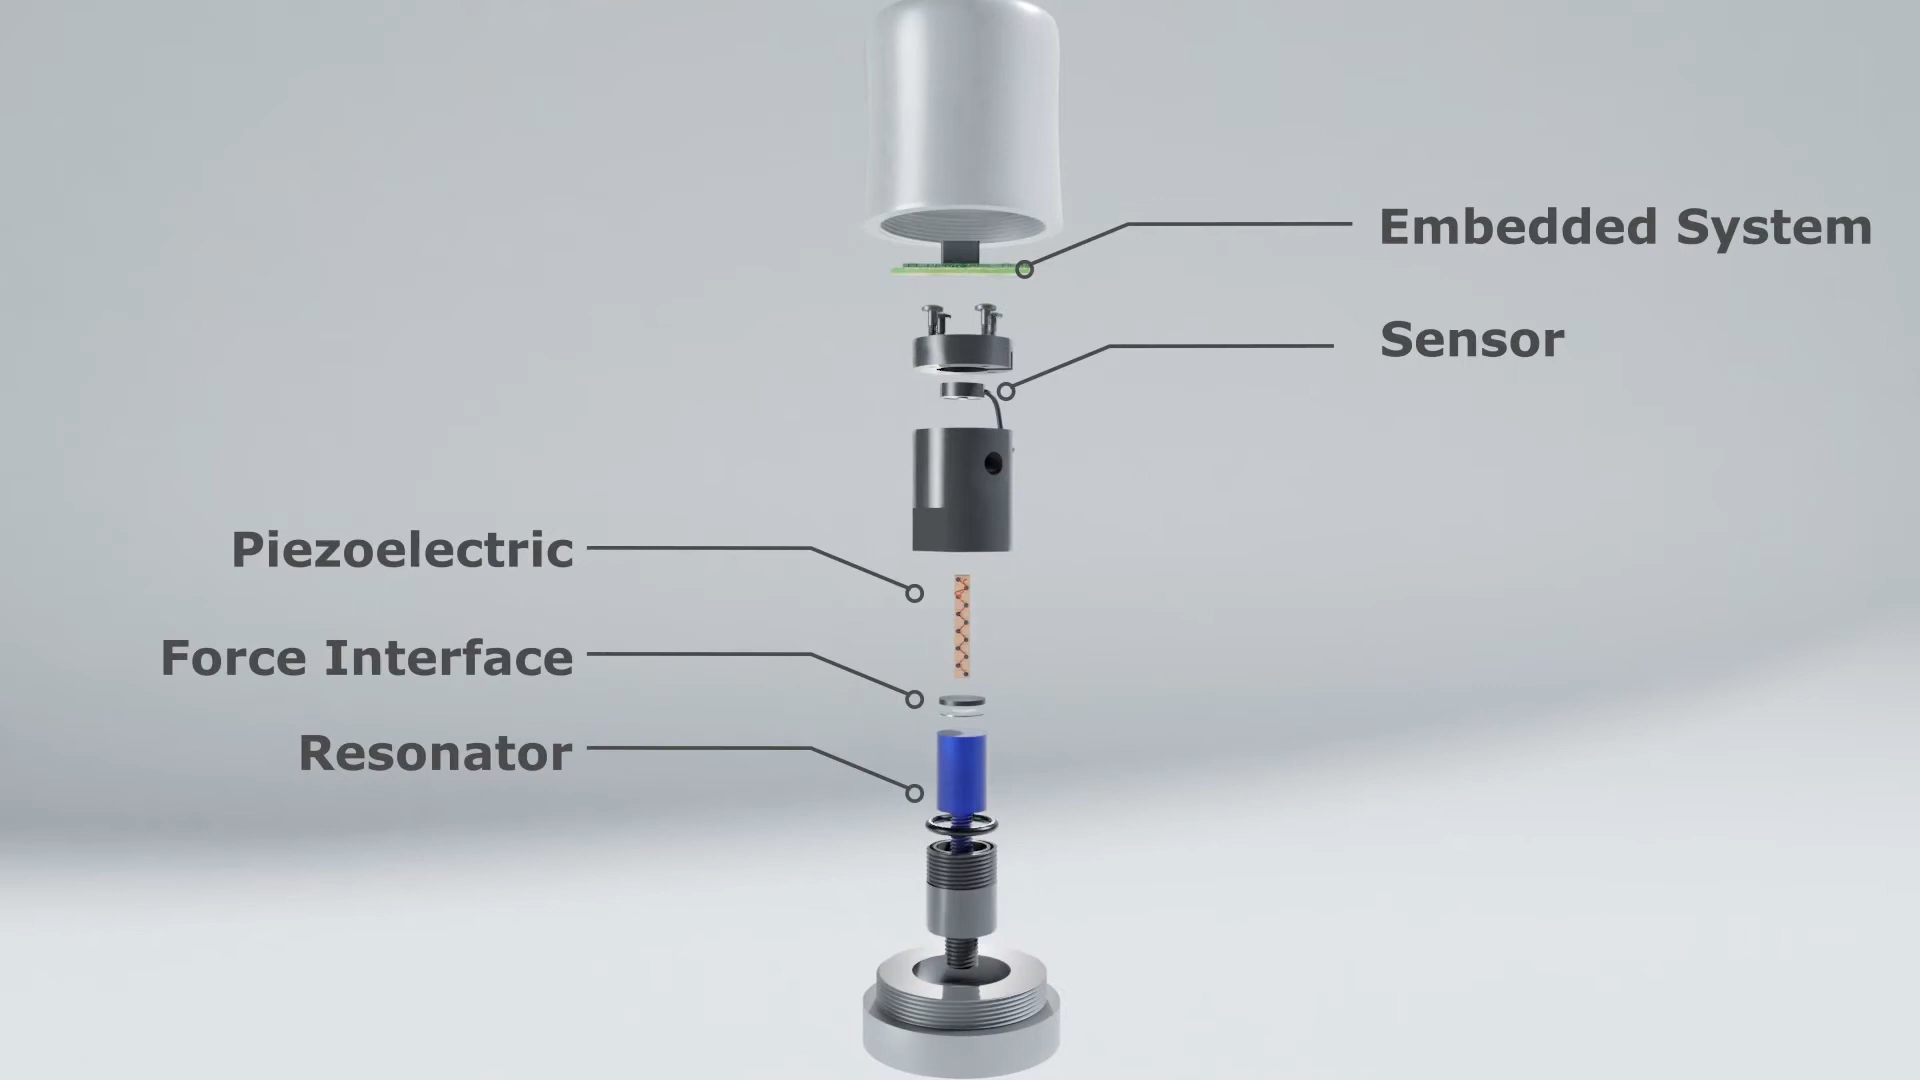 Embedded System
Sensor
Piezoelectric
Force Interface
Resonator